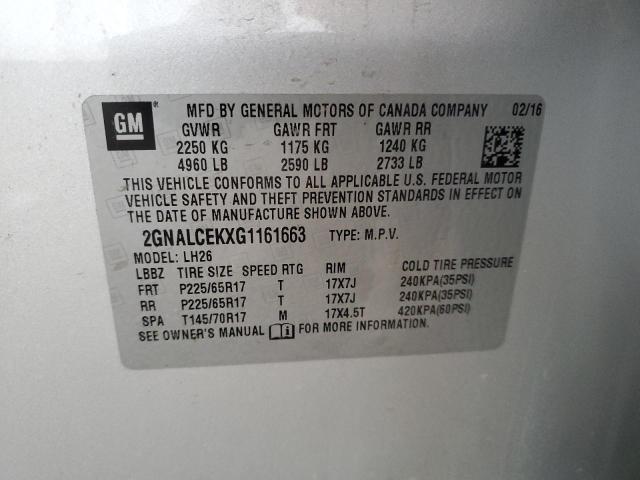 GM
MFD BY GENERAL MOTORS OF CANADA COMPANY 02/16
GVWR GAWR FRT GAWR RR
2250 KG 1175 KG 1240 KG
4960 LB 2590 LB 2733 LB
THIS VEHICLE CONFORMS TO ALL APPLICABLE U.S. FEDERAL MOTOR
VEHICLE SAFETY AND THEFT PREVENTION STANDARDS IN EFFECT ON
THE DATE OF MANUFACTURE SHOWN ABOVE.
2GNALCEKXG1161663 TYPE: M.P.V.
MODEL: LH26
LBBZ TIRE SIZE SPEED RTG RIM COLD TIRE PRESSURE
FRT P225/65R17 T 17X7J 240KPA(35PSI)
RR P225/65R17 T 17X7J 240KPA(35PSI)
SPA T145/70R17 M 17X4.5T 420KPA(60PSI)
SEE OWNER'S MANUAL FOR MORE INFORMATION.